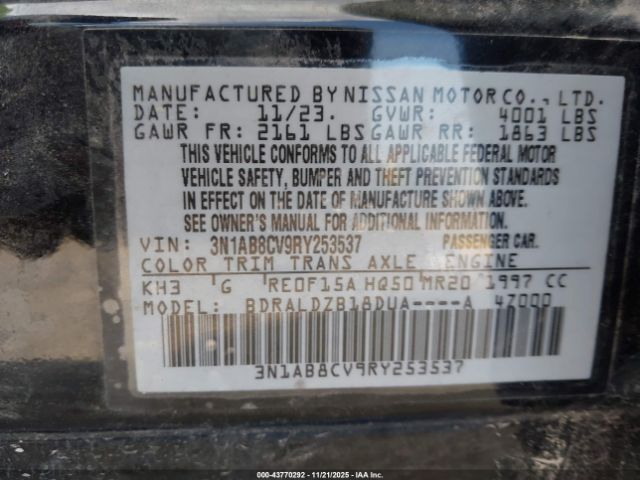 MANUFACTURED BY NISSAN MOTOR CO., LTD.
DATE: 11/23. GVWR: 4001 LBS
GAWR FR: 2161 LBS GAWR RR: 1863 LBS
THIS VEHICLE CONFORMS TO ALL APPLICABLE FEDERAL MOTOR
VEHICLE SAFETY, BUMPER AND THEFT PREVENTION STANDARDS
IN EFFECT ON THE DATE OF MANUFACTURE SHOWN ABOVE.
SEE OWNER'S MANUAL FOR ADDITIONAL INFORMATION
VIN: 3N1AB8CV9RY253537 PASSENGER CAR.
COLOR TRIM TRANS AXLE ENGINE
KH3 G RE0F15A HQ50 MR20 1997 CC
MODEL: BDRALDZB18DUA----A 47000
3N1AB8CV9RY253537
000-43770292 — 11/21/2025 — IAAI.COM